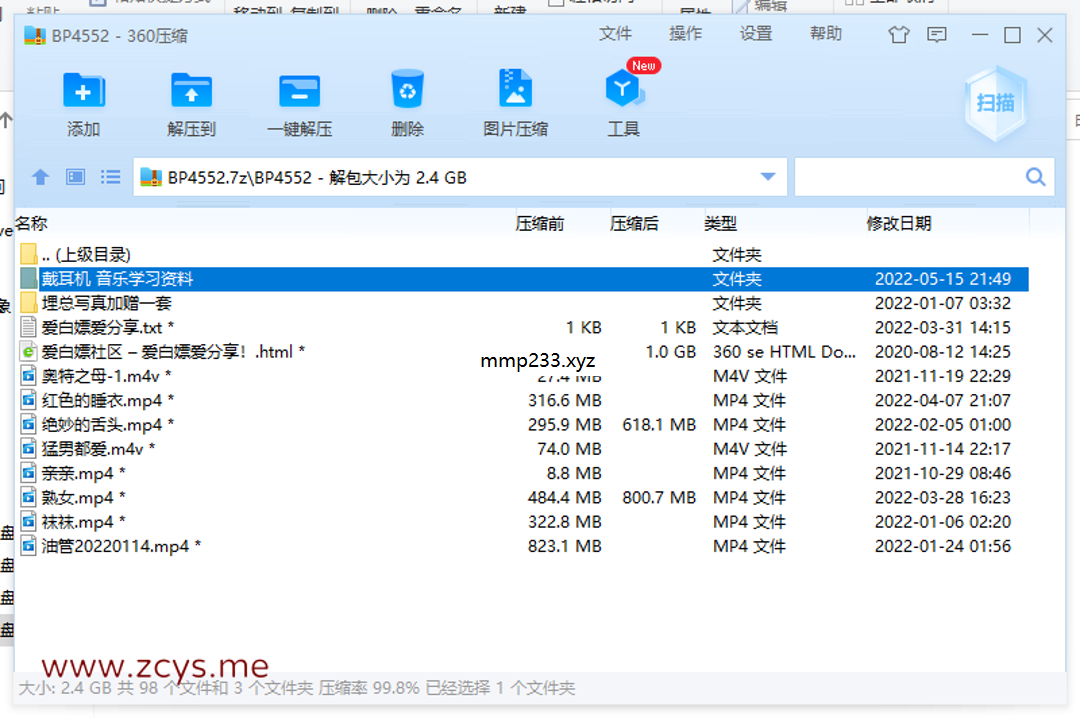 BP4552 - 360压缩 文件 操作 设置 帮助
New
添加 解压到 一键解压 删除 图片压缩 工具 扫描
BP4552.7z\BP4552 - 解包大小为 2.4 GB
名称 压缩前 压缩后 类型 修改日期
.. (上级目录) 文件夹
戴耳机 音乐学习资料 文件夹 2022-05-15 21:49
埋总写真加赠一套 文件夹 2022-01-07 03:32
爱白嫖爱分享.txt * 1 KB 1 KB 文本文档 2022-03-31 14:15
爱白嫖社区 – 爱白嫖爱分享！.html * 1.0 GB 360 se HTML Do... 2020-08-12 14:25
mmp233.xyz
奥特之母-1.m4v * 27.4 MB M4V 文件 2021-11-19 22:29
红色的睡衣.mp4 * 316.6 MB MP4 文件 2022-04-07 21:07
绝妙的舌头.mp4 * 295.9 MB 618.1 MB MP4 文件 2022-02-05 01:00
猛男都爱.m4v * 74.0 MB M4V 文件 2021-11-14 22:17
亲亲.mp4 * 8.8 MB MP4 文件 2021-10-29 08:46
熟女.mp4 * 484.4 MB 800.7 MB MP4 文件 2022-03-28 16:23
袜袜.mp4 * 322.8 MB MP4 文件 2022-01-06 02:20
油管20220114.mp4 * 823.1 MB MP4 文件 2022-01-24 01:56
www.zcys.me
大小: 2.4 GB 共 98 个文件和 3 个文件夹 压缩率 99.8% 已经选择 1 个文件夹